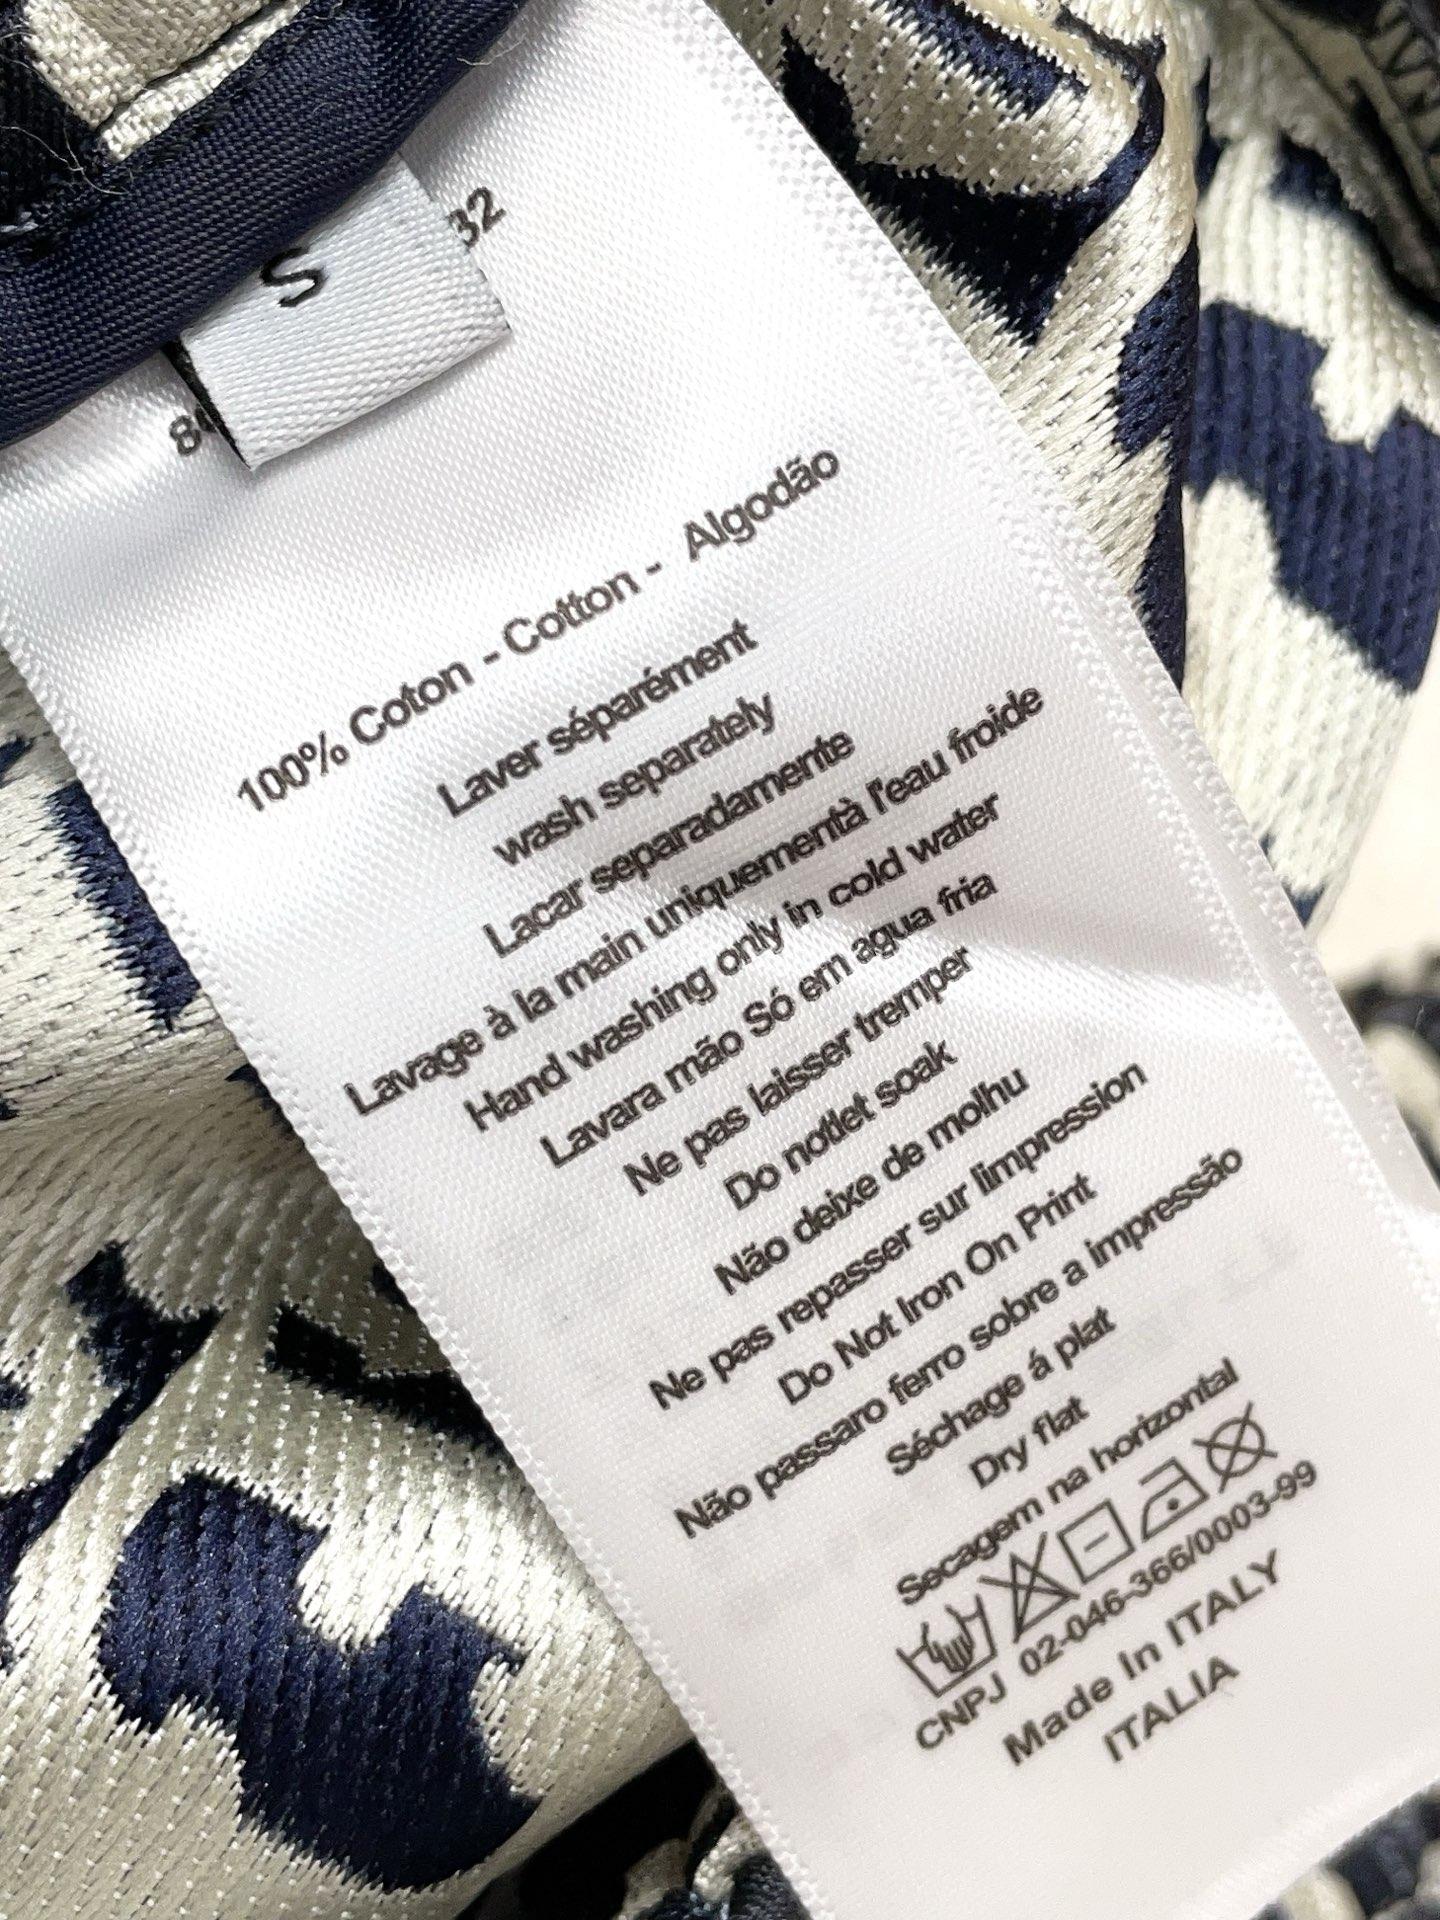 S
32
100% Coton - Cotton - Algodão
Laver séparément
wash separately
Lacar separadamente
Lavage à la main uniquementà l'eau froide
Hand washing only in cold water
Lavara mão Só em agua fria
Ne pas laisser tremper
Do notlet soak
Não deixe de molhu
Ne pas repasser sur limpression
Do Not Iron On Print
Não passaro ferro sobre a impressão
Séchage á plat
Dry flat
Secagem na horizontal
CNPJ 02-046-366/0003-99
Made In ITALY
ITALIA